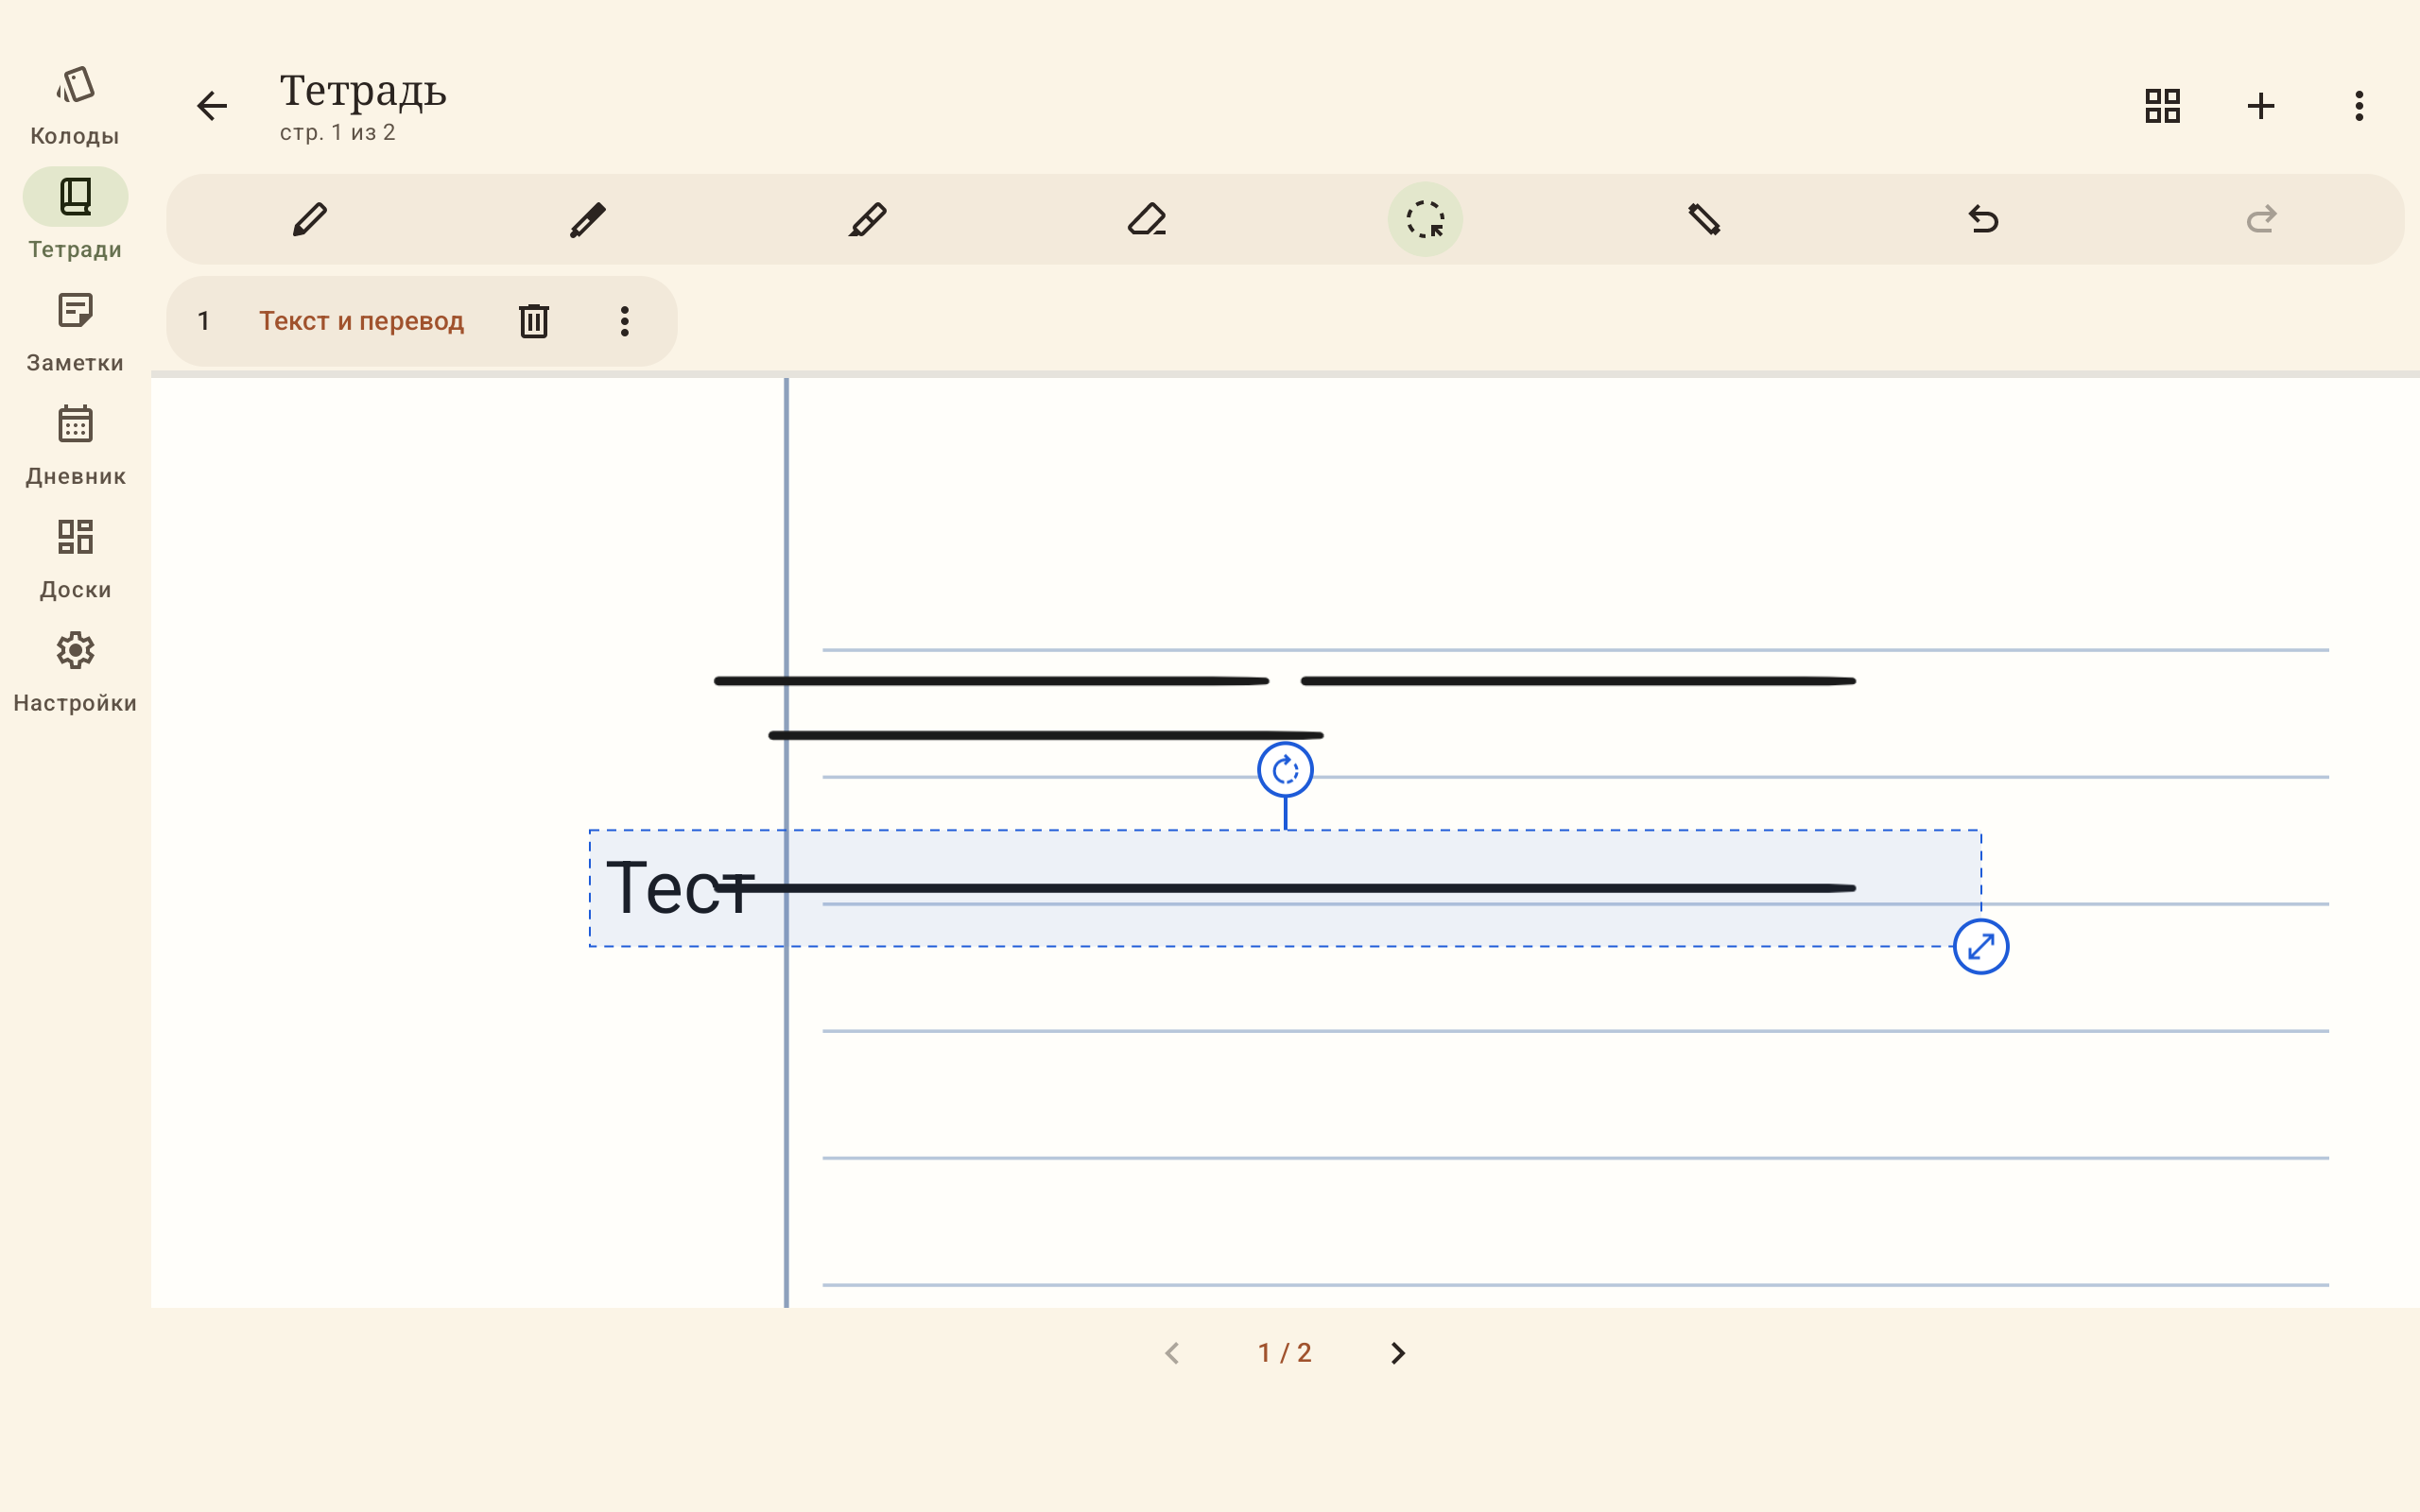 Тетрадь
стр. 1 из 2
Колоды
Тетради
Заметки
Дневник
Доски
Настройки
1 Текст и перевод
Тест
1 / 2